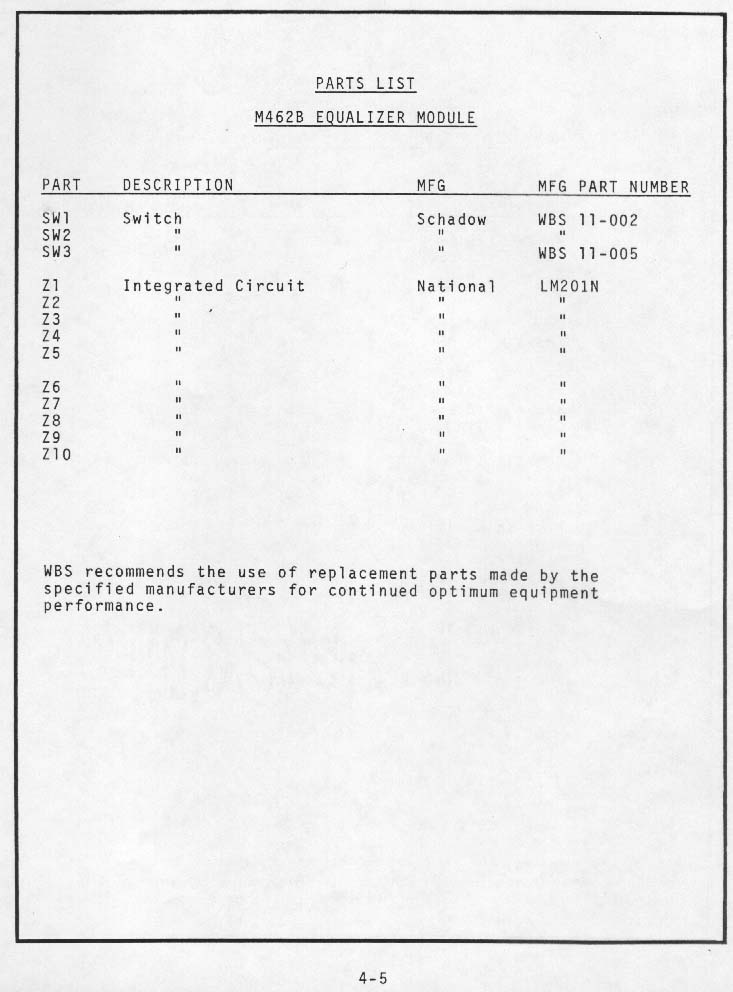 PARTS LIST
M462B EQUALIZER MODULE
PART DESCRIPTION MFG MFG PART NUMBER
SW1 Switch Schadow WBS 11-002
SW2 " " "
SW3 " " WBS 11-005
Z1 Integrated Circuit National LM201N
Z2 " " "
Z3 " " "
Z4 " " "
Z5 " " "
Z6 " " "
Z7 " " "
Z8 " " "
Z9 " " "
Z10 " " "
WBS recommends the use of replacement parts made by the
specified manufacturers for continued optimum equipment
performance.
4-5